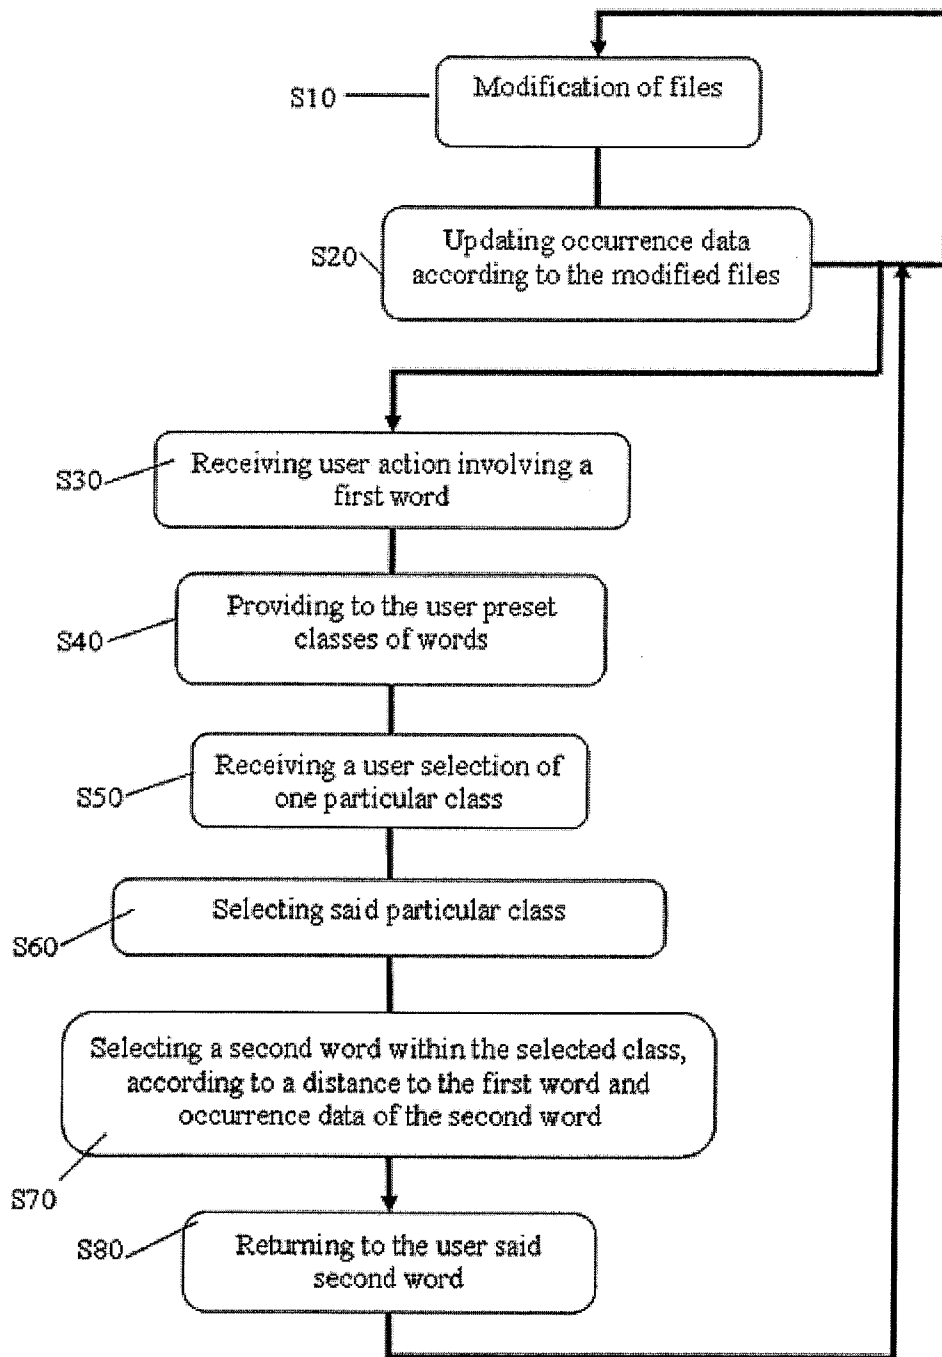 Modification of files
S10
Updating occurrence data
according to the modified files
S20
Receiving user action involving a
first word
S30
Providing to the user preset
classes of words
S40
Receiving a user selection of
one particular class
S50
Selecting said particular class
S60
Selecting a second word within the selected class,
according to a distance to the first word and
occurrence data of the second word
S70
Returning to the user said
second word
S80